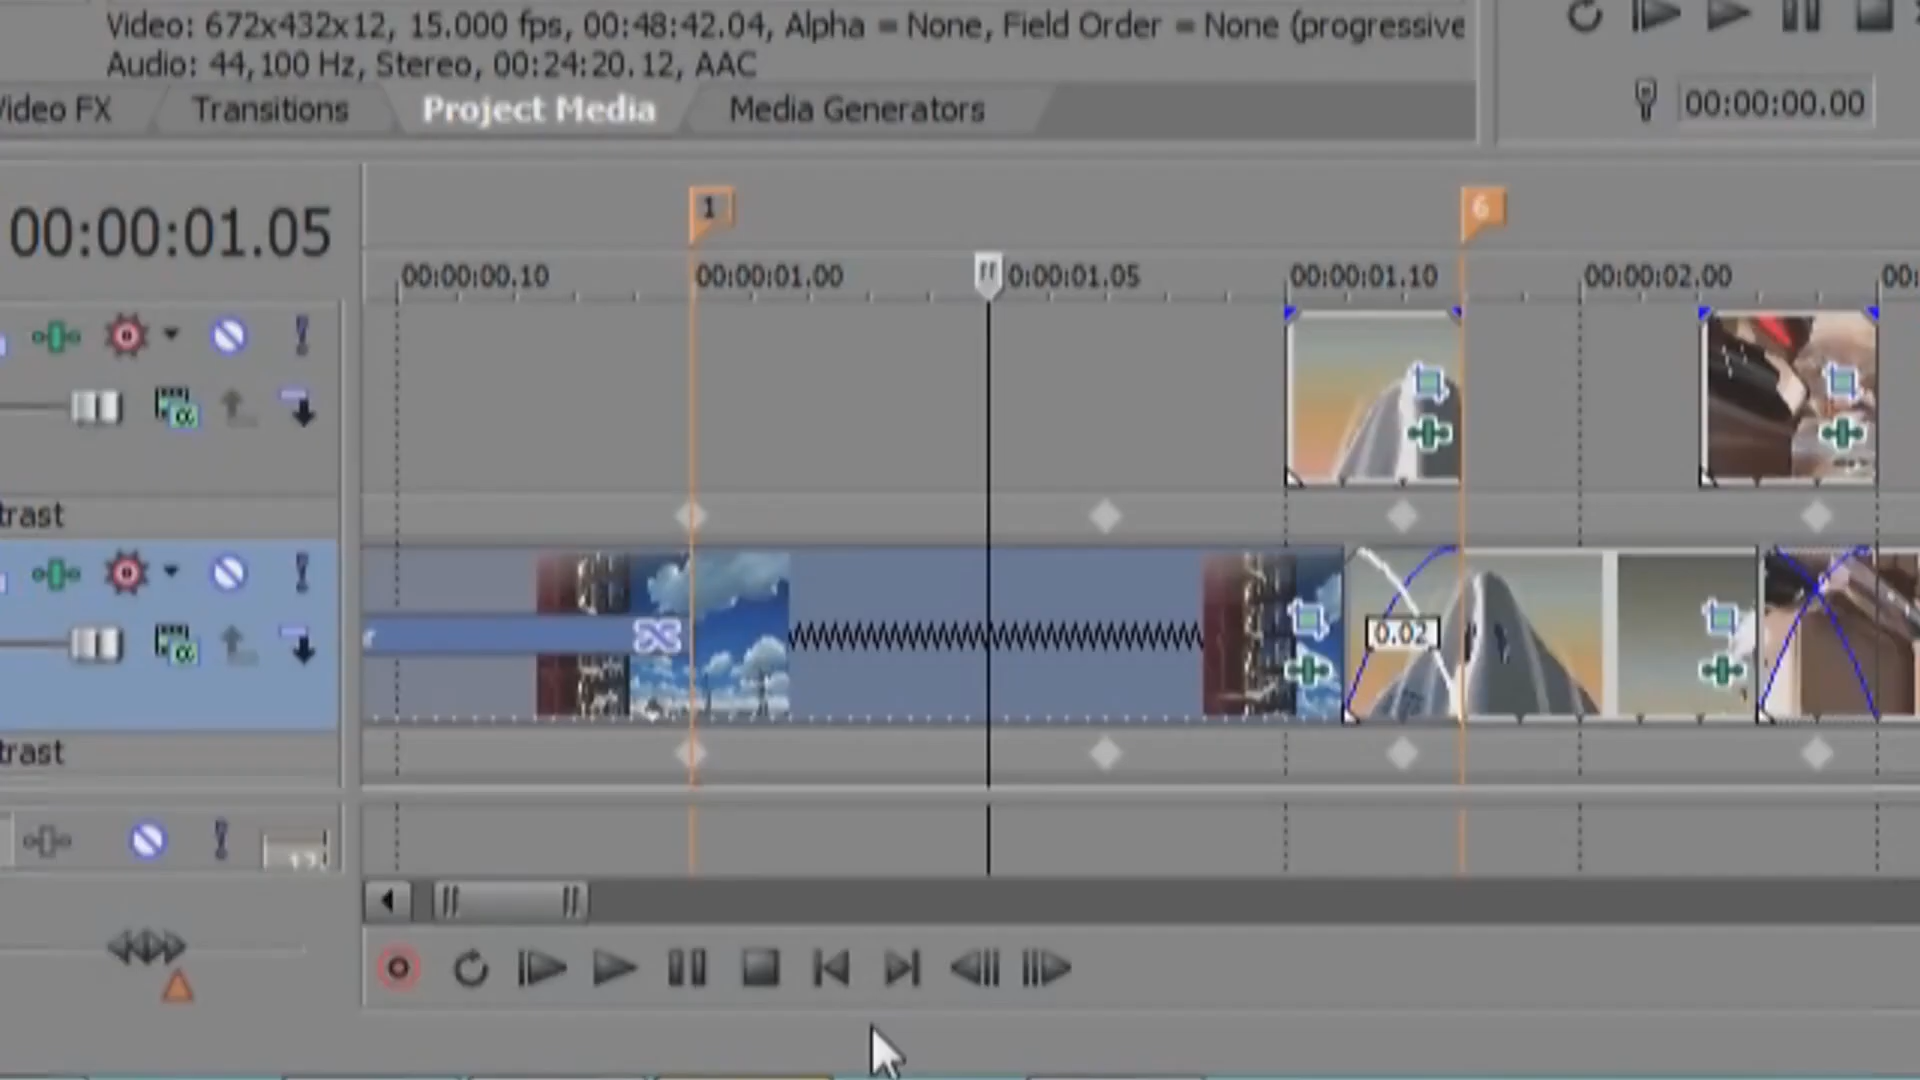 Video: 672x432x12, 15.000 fps, 00:48:42.04, Alpha = None, Field Order = None (progressive
Audio: 44,100 Hz, Stereo, 00:24:20.12, AAC
Video FX
Transitions
Project Media
Media Generators
00:00:00.00
00:00:01.05
1
6
00:00:00.10
00:00:01.00
0:00:01.05
00:00:01.10
00:00:02.00
00:
trast
0.02
trast